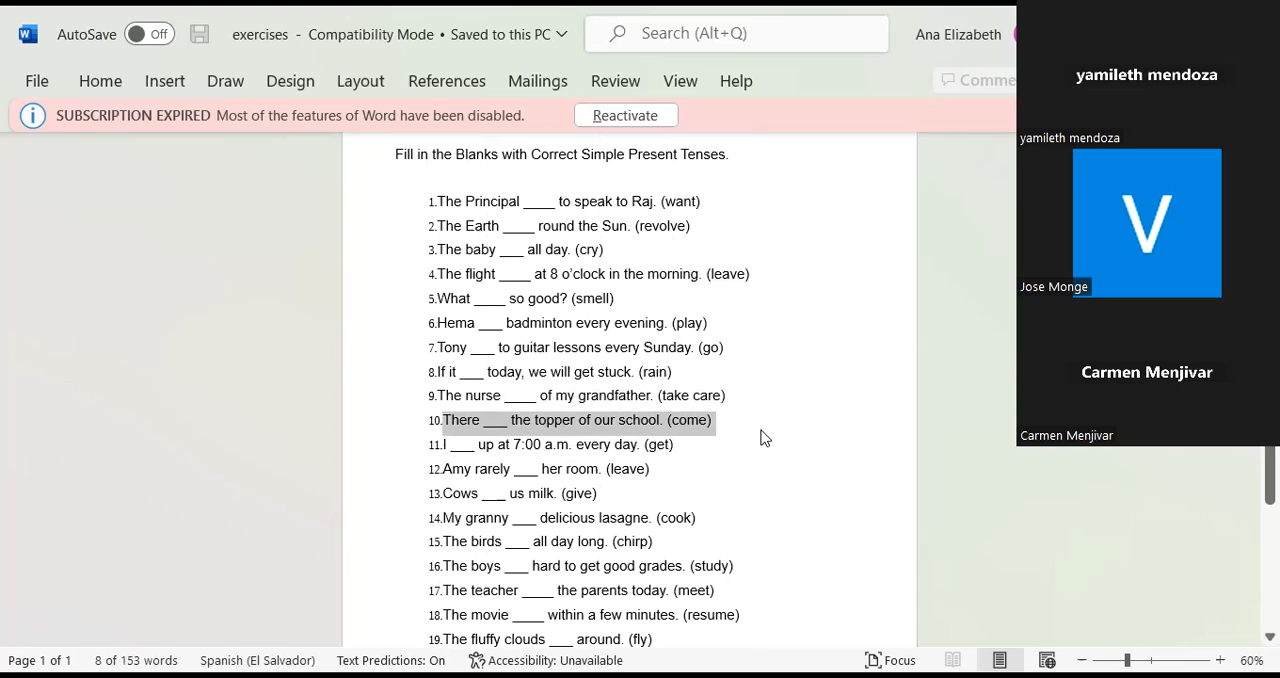 AutoSave Off exercises - Compatibility Mode • Saved to this PC Search (Alt+Q) Ana Elizabeth
File Home Insert Draw Design Layout References Mailings Review View Help Comme
SUBSCRIPTION EXPIRED Most of the features of Word have been disabled. Reactivate
Fill in the Blanks with Correct Simple Present Tenses.
1.The Principal ____ to speak to Raj. (want)
2.The Earth ____ round the Sun. (revolve)
3.The baby ___ all day. (cry)
4.The flight ____ at 8 o’clock in the morning. (leave)
5.What ____ so good? (smell)
6.Hema ___ badminton every evening. (play)
7.Tony ___ to guitar lessons every Sunday. (go)
8.If it ___ today, we will get stuck. (rain)
9.The nurse ____ of my grandfather. (take care)
10.There ___ the topper of our school. (come)
11.I ___ up at 7:00 a.m. every day. (get)
12.Amy rarely ___ her room. (leave)
13.Cows ___ us milk. (give)
14.My granny ___ delicious lasagne. (cook)
15.The birds ___ all day long. (chirp)
16.The boys ___ hard to get good grades. (study)
17.The teacher ____ the parents today. (meet)
18.The movie ____ within a few minutes. (resume)
19.The fluffy clouds ___ around. (fly)
yamileth mendoza
yamileth mendoza
V
Jose Monge
Carmen Menjivar
Carmen Menjivar
Page 1 of 1 8 of 153 words Spanish (El Salvador) Text Predictions: On Accessibility: Unavailable Focus 60%